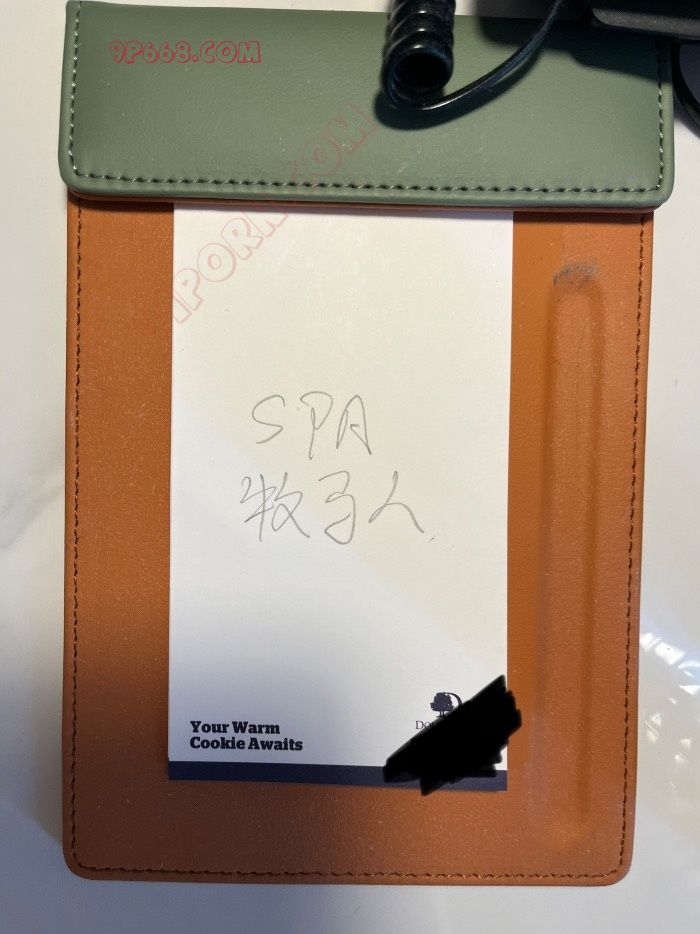 9P668.COM
SPA
牧马人
Your Warm
Cookie Awaits